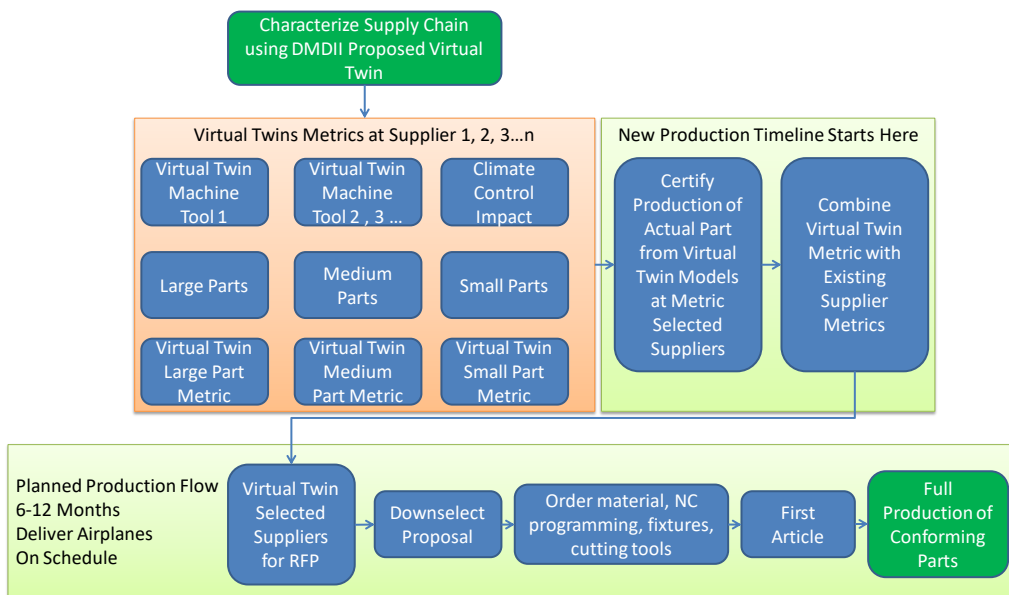 Characterize Supply Chain
using DMDII Proposed Virtual
Twin
Virtual Twins Metrics at Supplier 1, 2, 3...n
Virtual Twin
Machine
Tool 1
Virtual Twin
Machine
Tool 2 , 3 ...
Climate
Control
Impact
Large Parts
Medium
Parts
Small Parts
Virtual Twin
Large Part
Metric
Virtual Twin
Medium
Part Metric
Virtual Twin
Small Part
Metric
New Production Timeline Starts Here
Certify
Production of
Actual Part
from Virtual
Twin Models
at Metric
Selected
Suppliers
Combine
Virtual Twin
Metric with
Existing
Supplier
Metrics
Planned Production Flow
6-12 Months
Deliver Airplanes
On Schedule
Virtual Twin
Selected
Suppliers
for RFP
Downselect
Proposal
Order material, NC
programming, fixtures,
cutting tools
First
Article
Full
Production of
Conforming
Parts